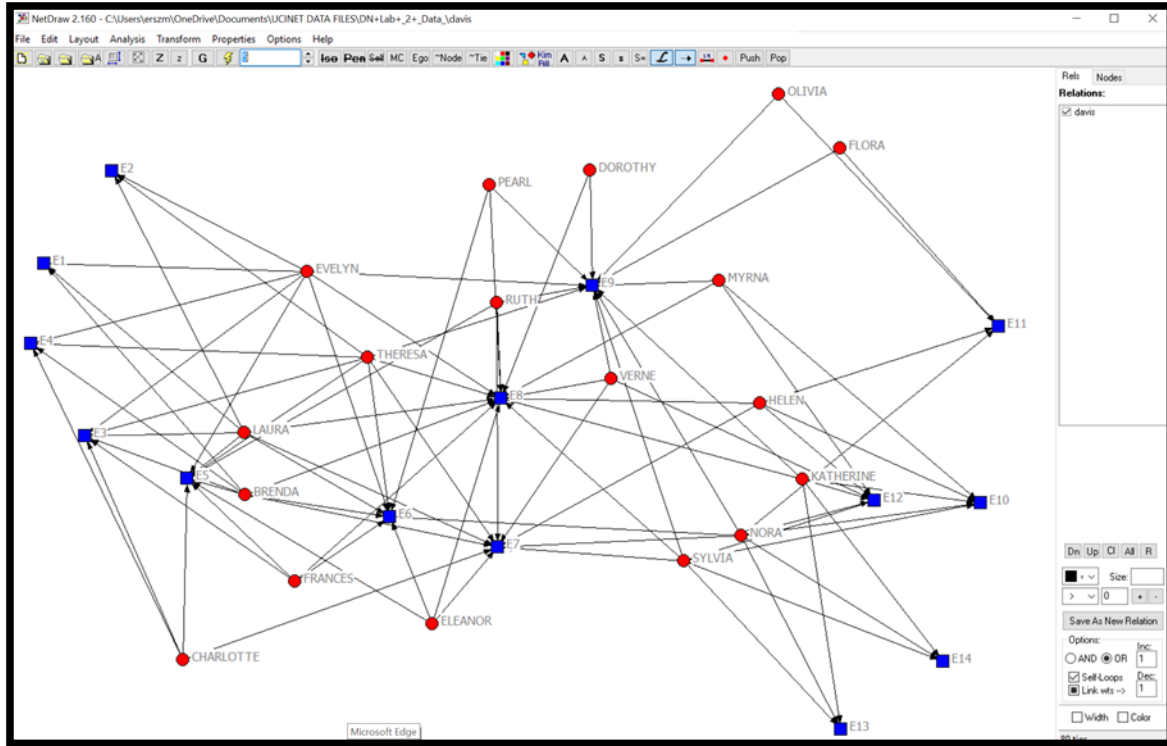 NetDraw 2.160 - C:\Users\erszm\OneDrive\Documents\UCINET DATA FILES\DN+Lab+_2+_Data_\davis
File Edit Layout Analysis Transform Properties Options Help
Z z G Iso Pen Self MC Ego ~Node ~Tie Kim Fill A A S s S= L Push Pop
Rels Nodes
Relations:
davis
OLIVIA
FLORA
E2
PEARL
DOROTHY
E1
EVELYN
E9
MYRNA
RUTH
E11
E4
THERESA
VERNE
E8
HELEN
E3
LAURA
E5
KATHERINE
BRENDA
E12
E10
E6
NORA
E7
SYLVIA
FRANCES
ELEANOR
CHARLOTTE
E14
E13
Dn Up Cl All R
Size:
> 0 + -
Save As New Relation
Options:
Inc:
AND OR 1
Self-Loops Dec:
Link wts --> 1
Width Color
Microsoft Edge